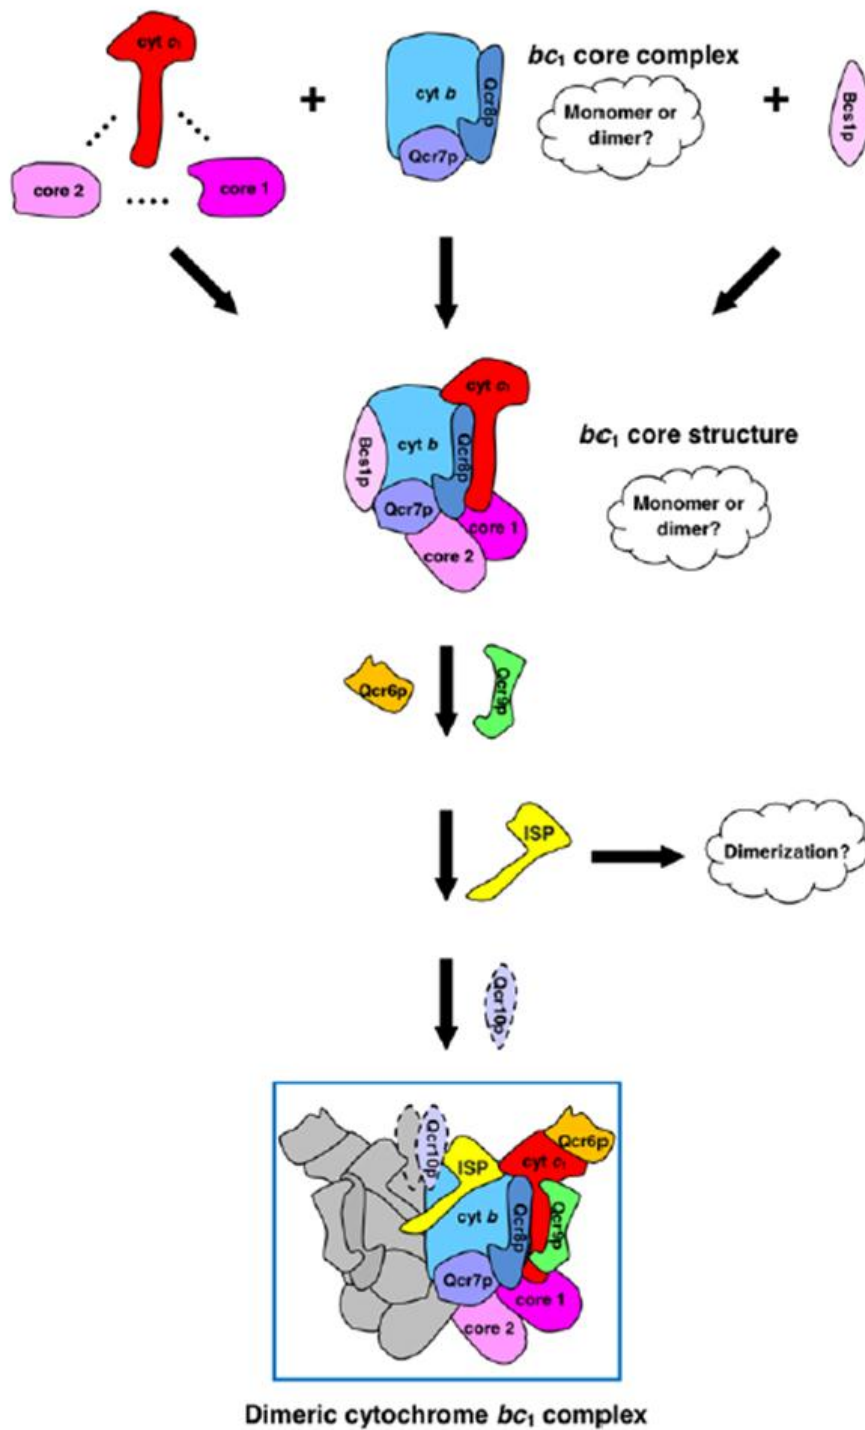 cyt c₁
+
cyt b
Qcr8p
Qcr7p
bc₁ core complex
Monomer or
dimer?
+
Bcs1p
core 2
core 1
cyt c₁
Bcs1p
cyt b
Qcr8p
Qcr7p
core 1
core 2
bc₁ core structure
Monomer or
dimer?
Qcr6p
Qcr9p
ISP
Dimerization?
Qcr10p
Qcr10p
ISP
Qcr6p
cyt c₁
cyt b
Qcr8p
Qcr9p
Qcr7p
core 1
core 2
Dimeric cytochrome bc₁ complex